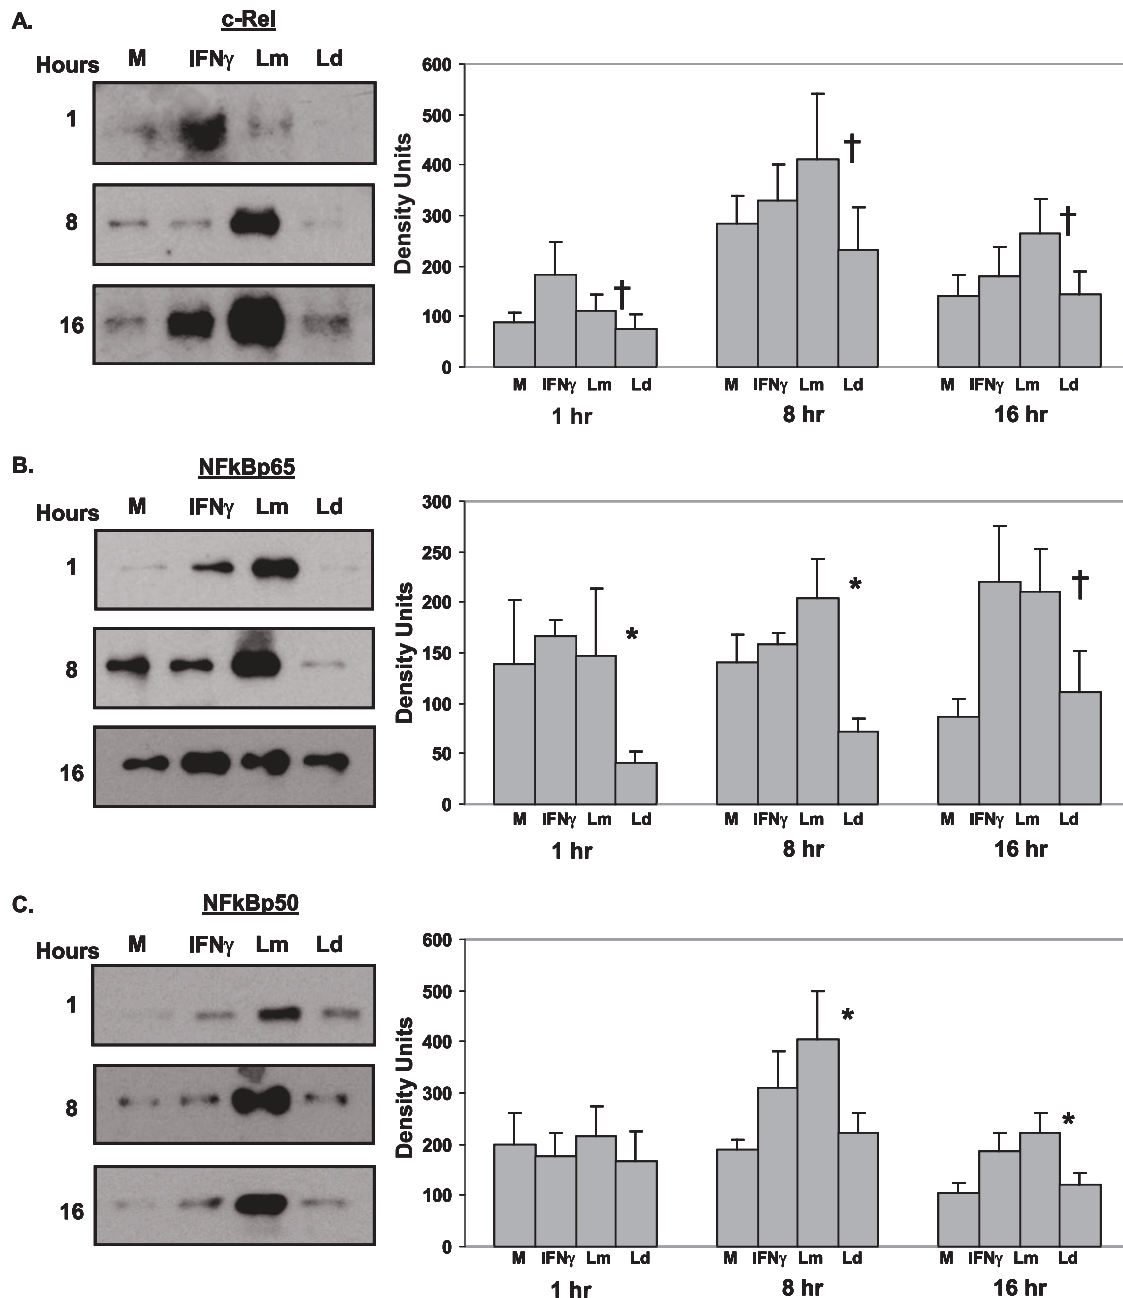 A.
c-Rel
Hours M IFNγ Lm Ld
1
8
16
Density Units
600
500
400
300
200
100
0
†
†
†
M IFNγ Lm Ld M IFNγ Lm Ld M IFNγ Lm Ld
1 hr 8 hr 16 hr
B.
NFkBp65
Hours M IFNγ Lm Ld
1
8
16
Density Units
300
250
200
150
100
50
0
*
*
†
M IFNγ Lm Ld M IFNγ Lm Ld M IFNγ Lm Ld
1 hr 8 hr 16 hr
C.
NFkBp50
Hours M IFNγ Lm Ld
1
8
16
Density Units
600
500
400
300
200
100
0
*
*
M IFNγ Lm Ld M IFNγ Lm Ld M IFNγ Lm Ld
1 hr 8 hr 16 hr